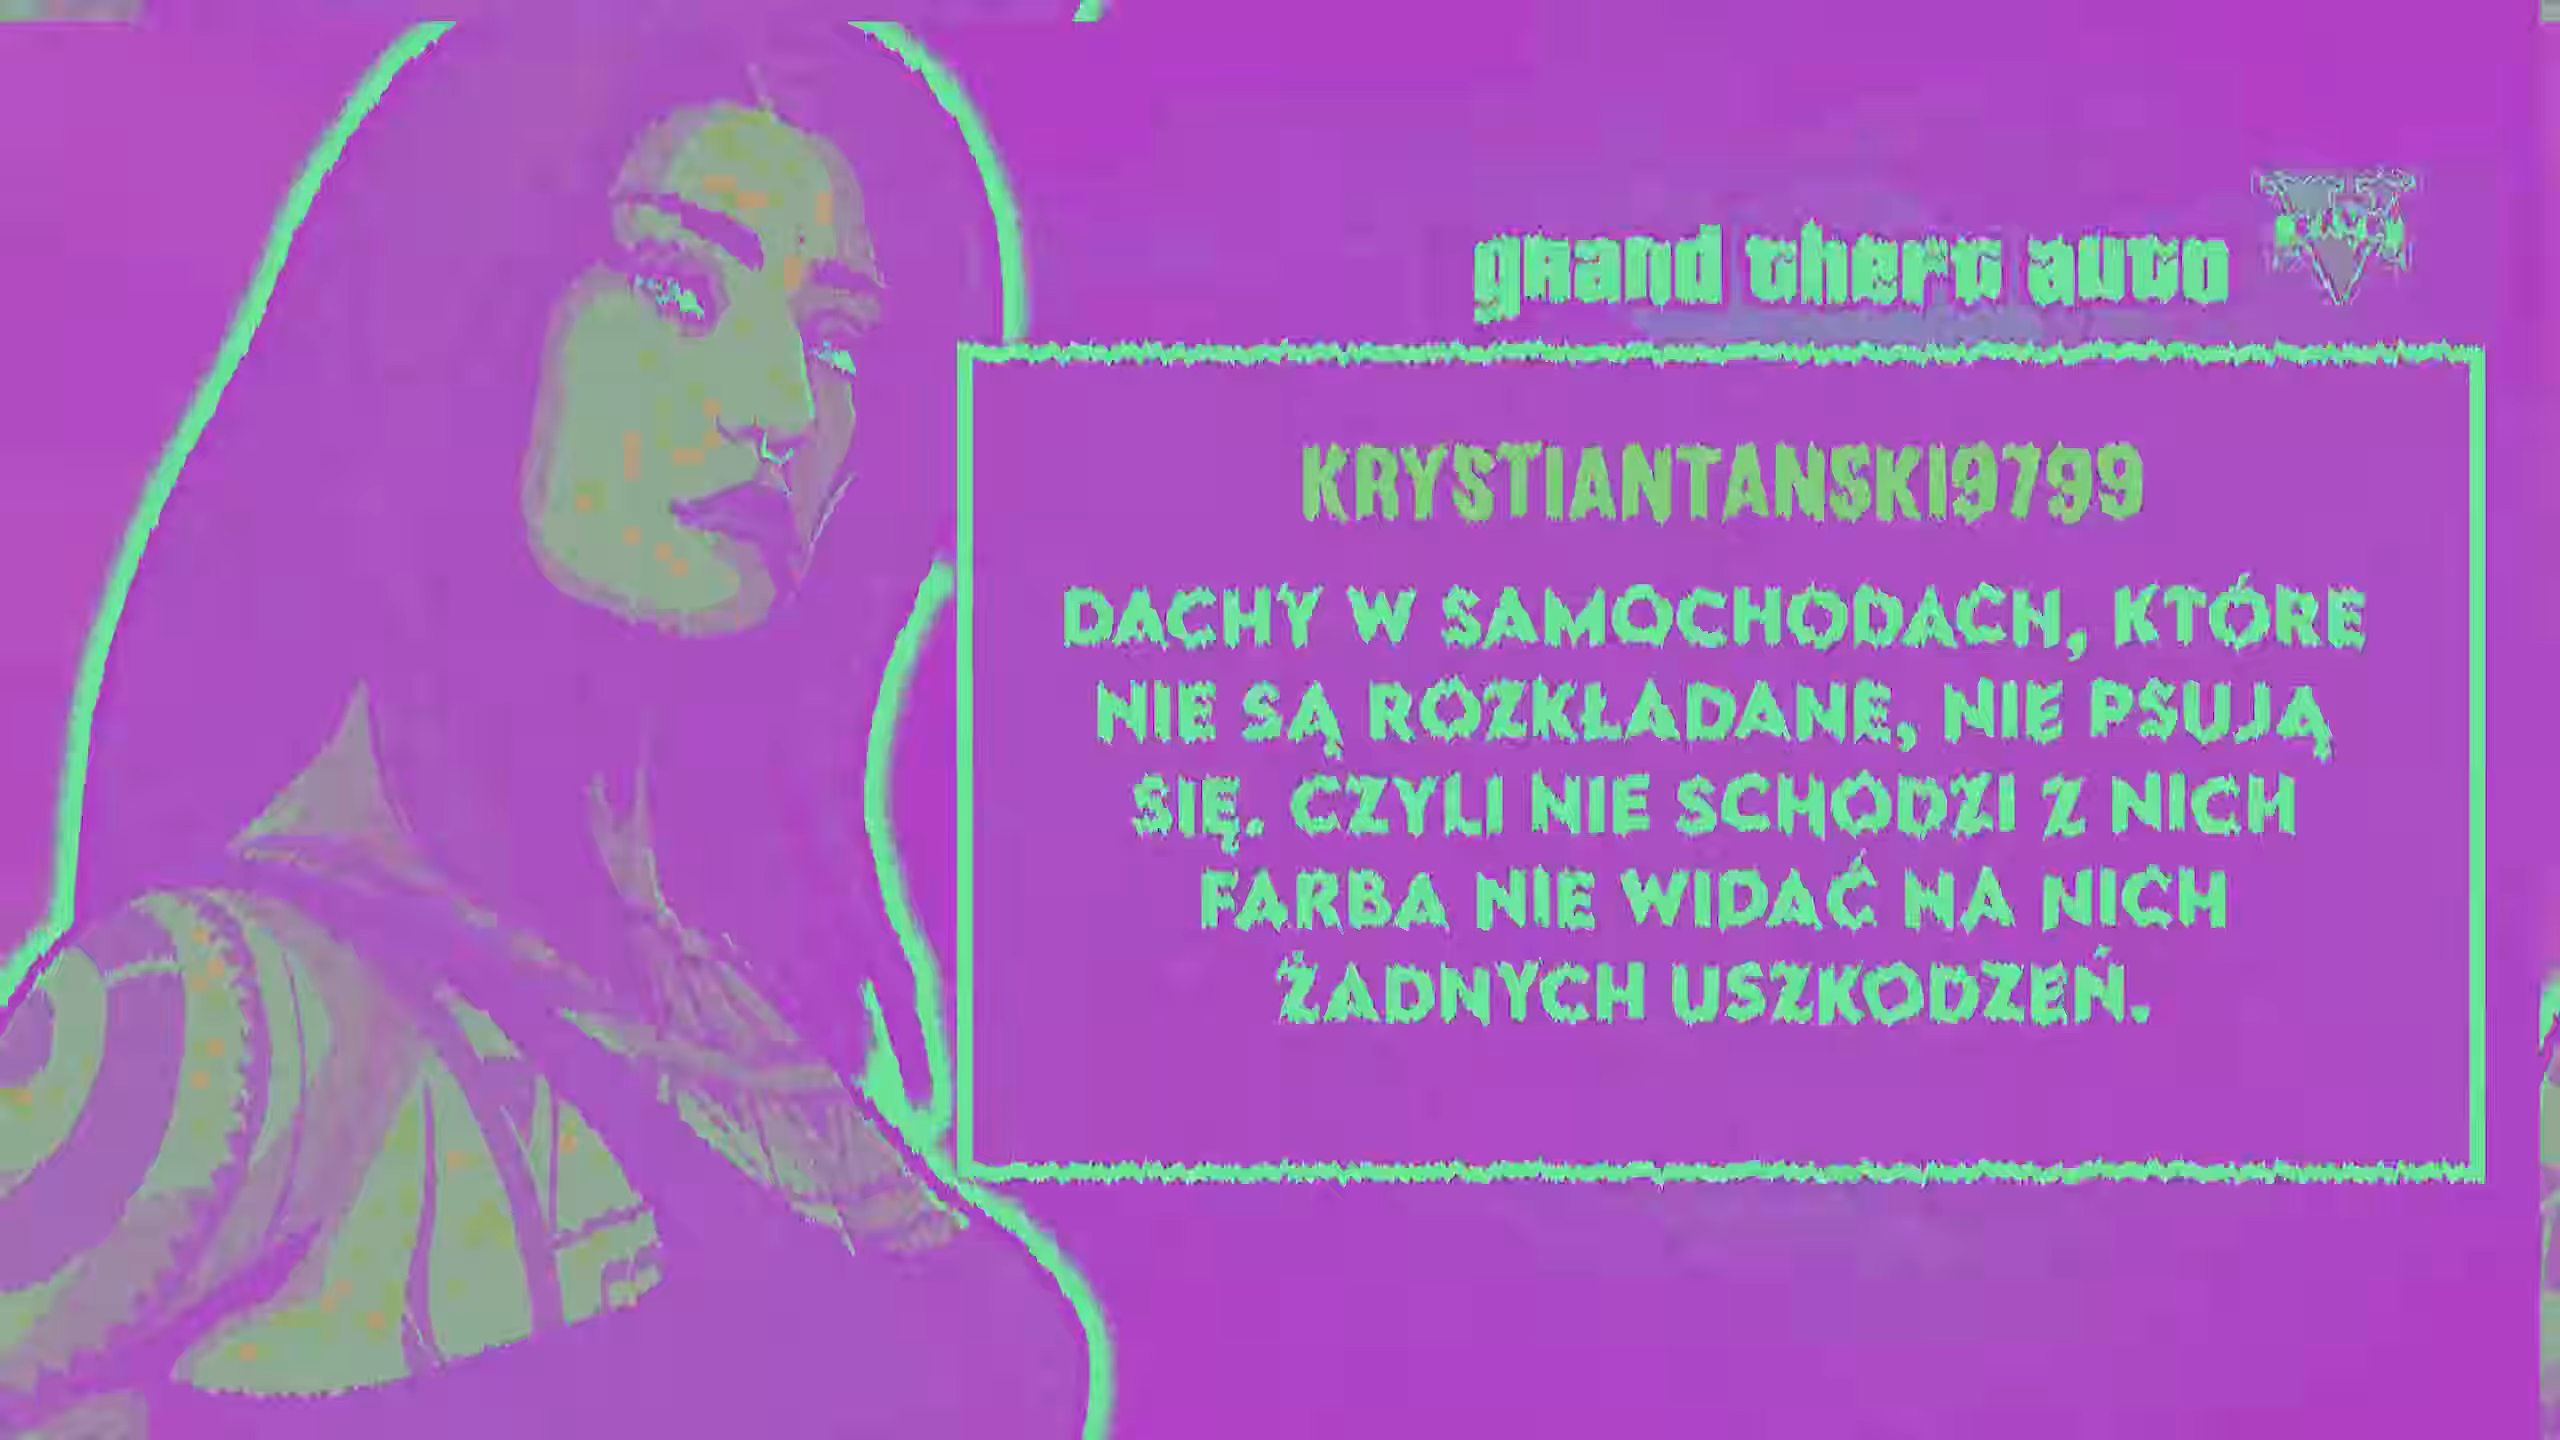 grand theft auto
KRYSTIANTANSKI9799
DACHY W SAMOCHODACH, KTÓRE
NIE SĄ ROZKŁADANE, NIE PSUJĄ
SIĘ. CZYLI NIE SCHODZI Z NICH
FARBA NIE WIDAĆ NA NICH
ŻADNYCH USZKODZEŃ.